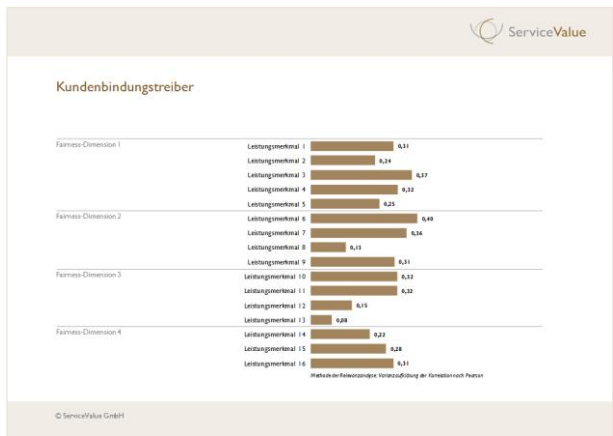 ServiceValue
Kundenbindungstreiber
Fairness-Dimension 1
Leistungsmerkmal 1 0,31
Leistungsmerkmal 2 0,24
Leistungsmerkmal 3 0,37
Leistungsmerkmal 4 0,32
Leistungsmerkmal 5 0,25
Fairness-Dimension 2
Leistungsmerkmal 6 0,40
Leistungsmerkmal 7 0,36
Leistungsmerkmal 8 0,13
Leistungsmerkmal 9 0,31
Fairness-Dimension 3
Leistungsmerkmal 10 0,32
Leistungsmerkmal 11 0,32
Leistungsmerkmal 12 0,15
Leistungsmerkmal 13 0,08
Fairness-Dimension 4
Leistungsmerkmal 14 0,22
Leistungsmerkmal 15 0,28
Leistungsmerkmal 16 0,31
Methode der Relevanzanalyse: Varianzaufklärung der Korrelation nach Pearson
© ServiceValue GmbH